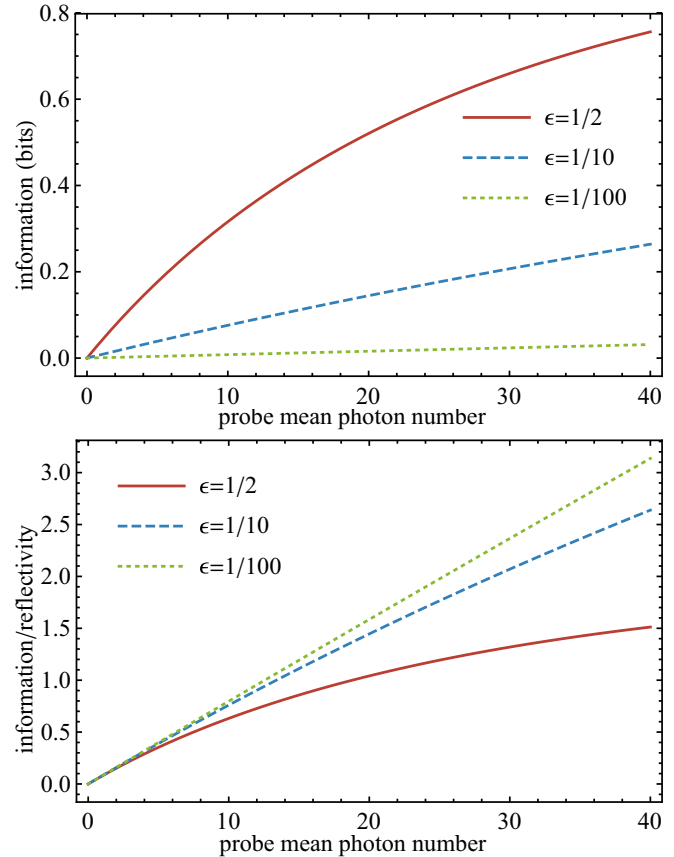 0.8
0.6
0.4
0.2
0.0
information (bits)
ϵ=1/2
ϵ=1/10
ϵ=1/100
0 10 20 30 40
probe mean photon number
3.0
2.5
2.0
1.5
1.0
0.5
0.0
information/reflectivity
ϵ=1/2
ϵ=1/10
ϵ=1/100
0 10 20 30 40
probe mean photon number